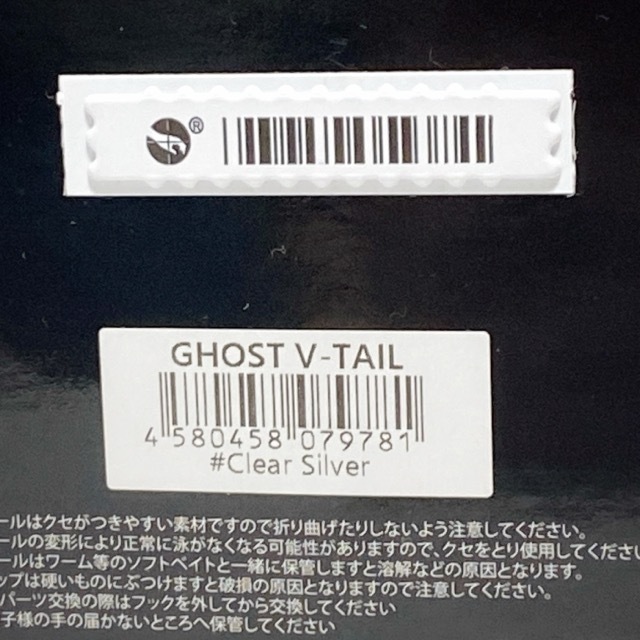 ®
GHOST V-TAIL
4 580458 079781
#Clear Silver
ールはクセがつきやすい素材ですので折り曲げたりしないよう注意してください。
ールの変形により正常に泳がなくなる可能性がありますので、クセをとり使用してくださ
ールはワーム等のソフトベイトと一緒に保管しますと溶解などの原因となります。
ップは硬いものにぶつけますと破損の原因となりますので注意してください。
パーツ交換の際はフックを外してから交換してください
子様の手の届かないところへ保管してください